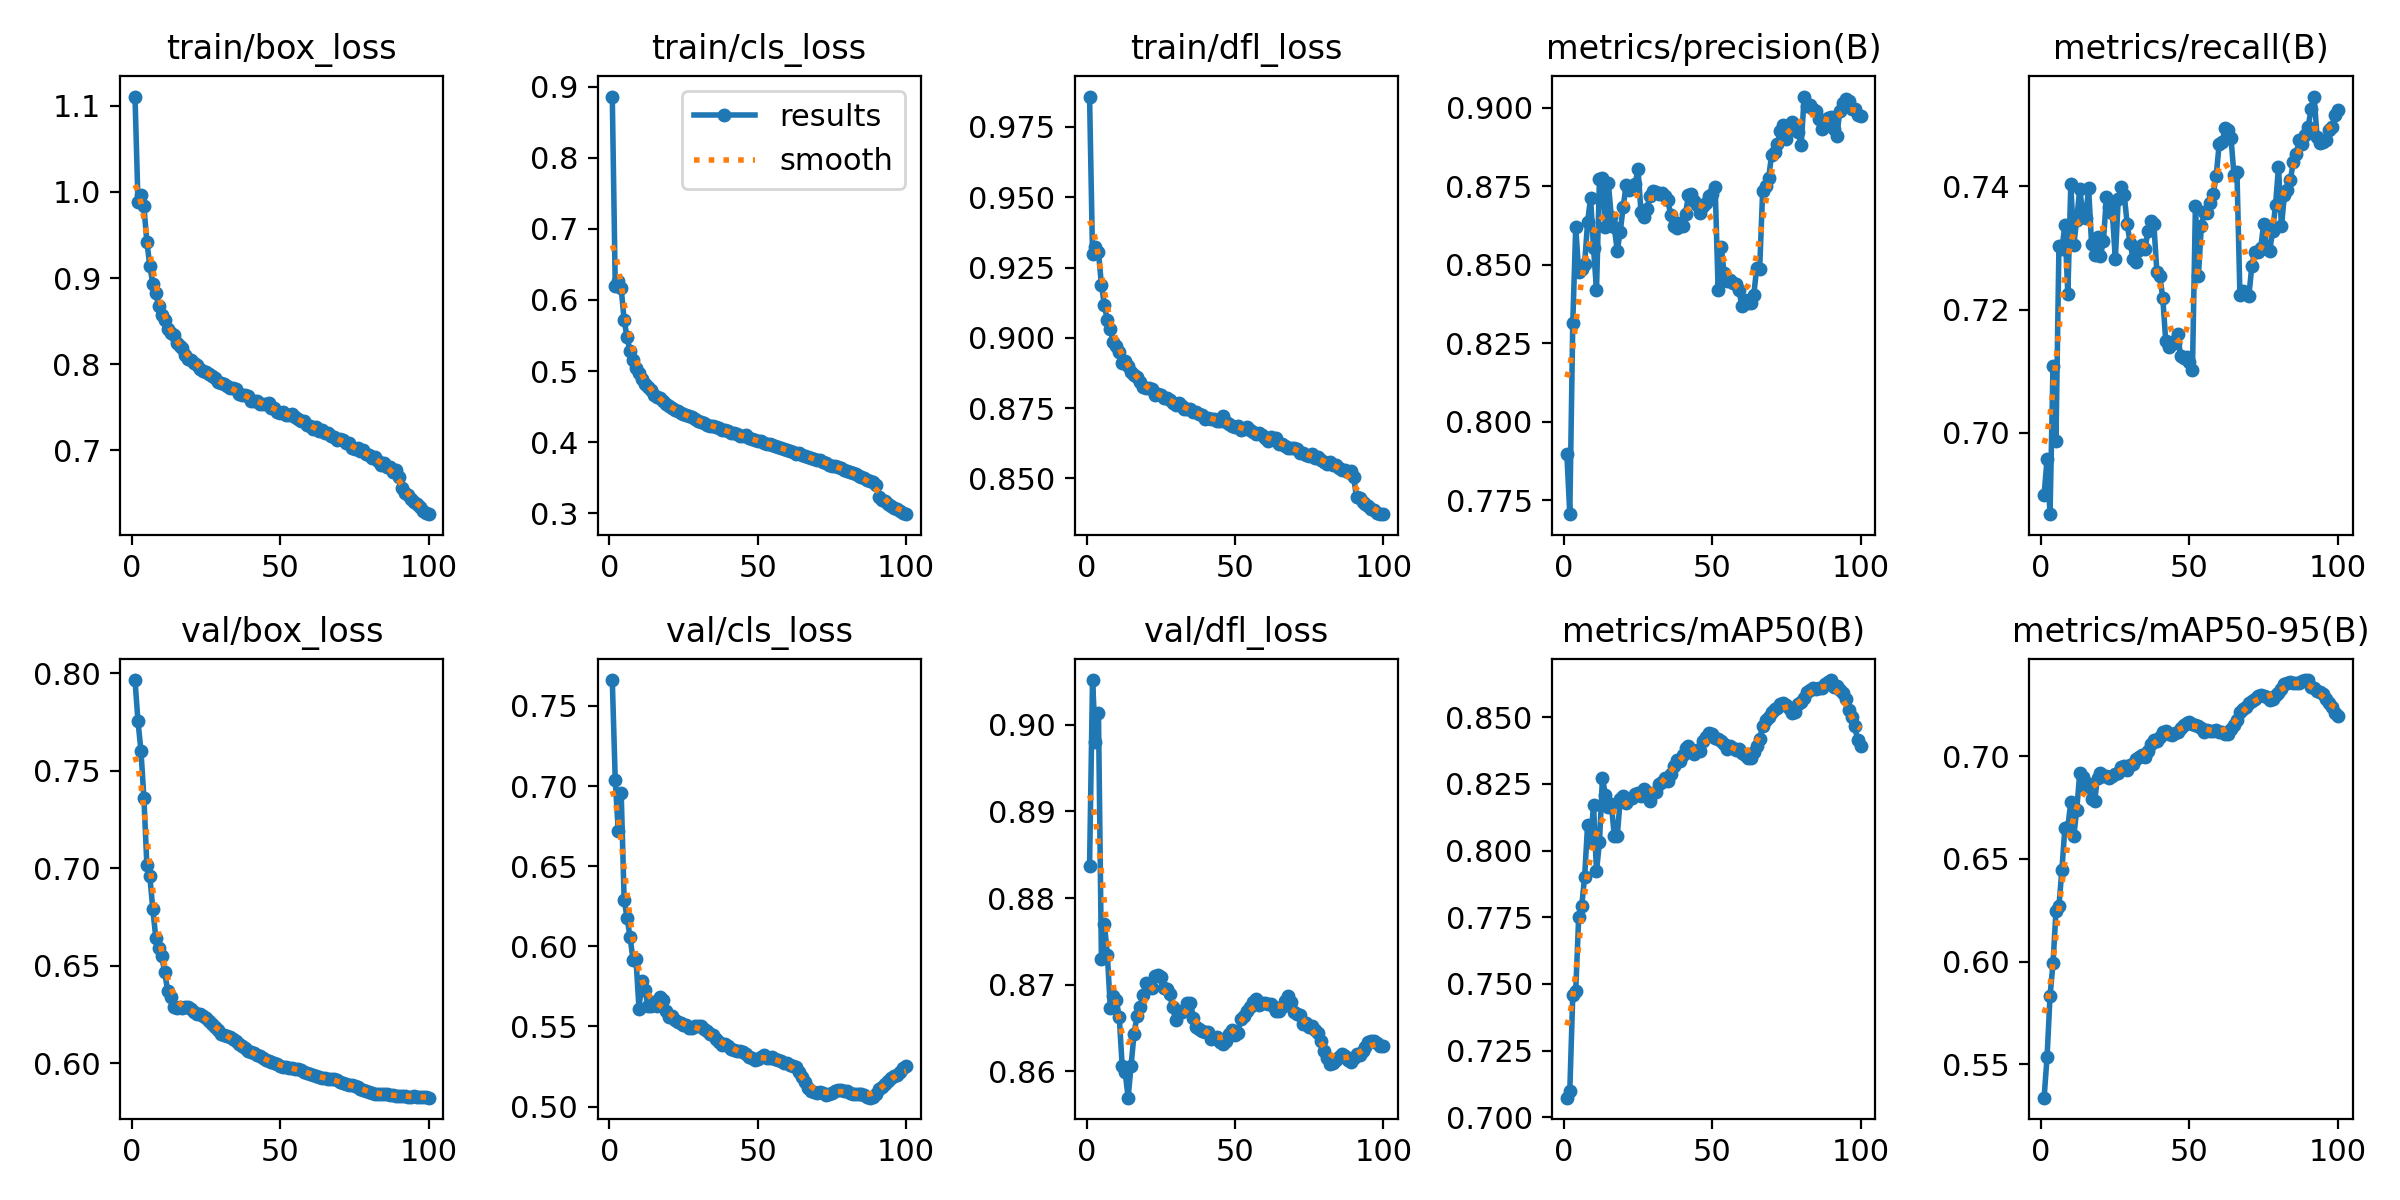 train/box_loss
1.1
1.0
0.9
0.8
0.7
0 50 100
train/cls_loss
results
smooth
0.9
0.8
0.7
0.6
0.5
0.4
0.3
0 50 100
train/dfl_loss
0.975
0.950
0.925
0.900
0.875
0.850
0 50 100
metrics/precision(B)
0.900
0.875
0.850
0.825
0.800
0.775
0 50 100
metrics/recall(B)
0.74
0.72
0.70
0 50 100
val/box_loss
0.80
0.75
0.70
0.65
0.60
0 50 100
val/cls_loss
0.75
0.70
0.65
0.60
0.55
0.50
0 50 100
val/dfl_loss
0.90
0.89
0.88
0.87
0.86
0 50 100
metrics/mAP50(B)
0.850
0.825
0.800
0.775
0.750
0.725
0.700
0 50 100
metrics/mAP50-95(B)
0.70
0.65
0.60
0.55
0 50 100